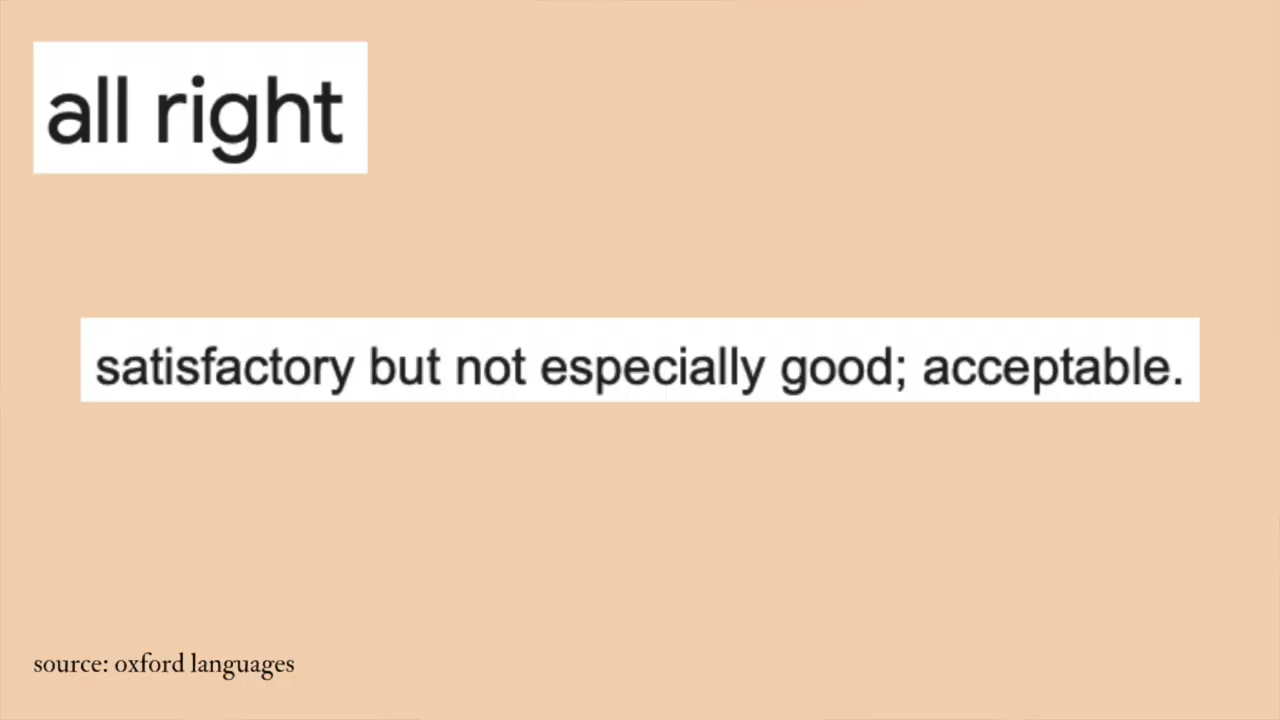 all right
satisfactory but not especially good; acceptable.
source: oxford languages